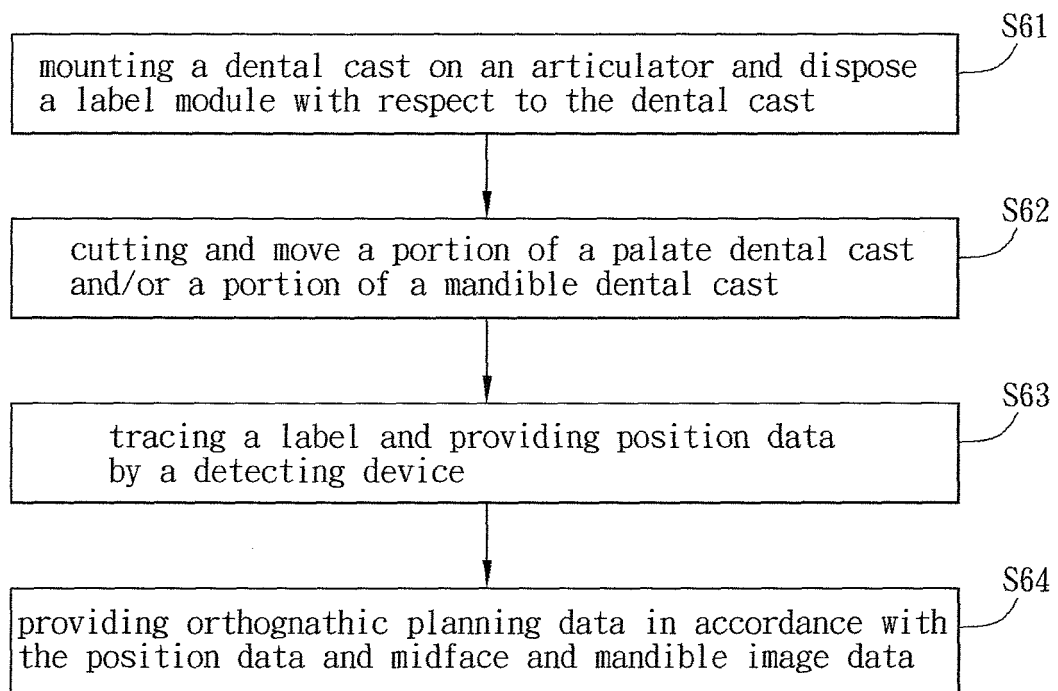 S61
mounting a dental cast on an articulator and dispose
a label module with respect to the dental cast
S62
cutting and move a portion of a palate dental cast
and/or a portion of a mandible dental cast
S63
tracing a label and providing position data
by a detecting device
S64
providing orthognathic planning data in accordance with
the position data and midface and mandible image data